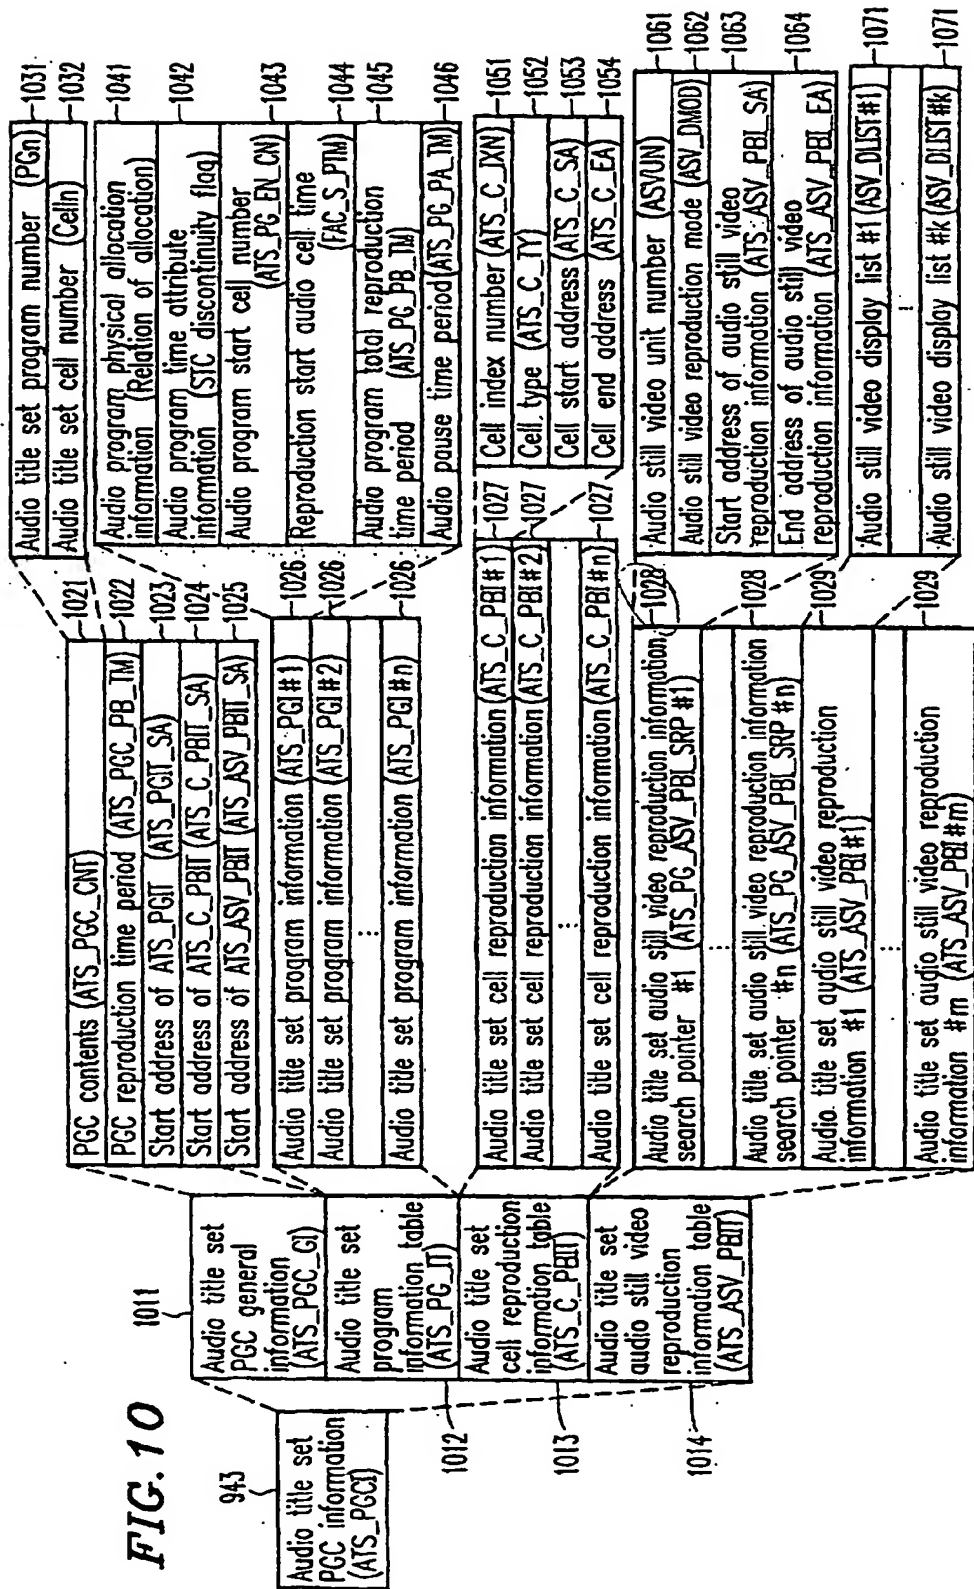 FIG.10
943
Audio title set
PGC information
(ATS_PGCI)
1011
Audio title set
PGC general
information
(ATS_PGC_GI)
Audio title set
program
information table
(ATS_PG_IT)
Audio title set
cell reproduction
information table
(ATS_C_PBIT)
Audio title set
audio still video
reproduction
information table
(ATS_ASV_PBIT)
1012
1013
1014
PGC contents (ATS_PGC_CNT)
1021
PGC reproduction time period (ATS_PGC_PB_TM)
1022
Start address of ATS_PGIT (ATS_PGIT_SA)
1023
Start address of ATS_C_PBIT (ATS_C_PBIT_SA)
1024
Start address of ATS_ASV_PBIT (ATS_ASV_PBIT_SA)
1025
Audio title set program information (ATS_PGI#1)
1026
Audio title set program information (ATS_PGI#2)
1026
⋮
Audio title set program information (ATS_PGI#n)
1026
Audio title set cell reproduction information (ATS_C_PBI#1)
1027
Audio title set cell reproduction information (ATS_C_PBI#2)
1027
⋮
Audio title set cell reproduction information (ATS_C_PBI#n)
1027
Audio title set audio still video reproduction information
search pointer #1 (ATS_PG_ASV_PBI_SRP #1)
1028
⋮
Audio title set audio still video reproduction information
search pointer #n (ATS_PG_ASV_PBI_SRP #n)
1028
Audio title set audio still video reproduction
information #1 (ATS_ASV_PBI #1)
1029
⋮
Audio title set audio still video reproduction
information #m (ATS_ASV_PBI #m)
1029
Audio title set program number (PGn)
1031
Audio title set cell number (Celln)
1032
Audio program physical allocation
information (Relation of allocation)
1041
Audio program time attribute
information (STC discontinuity flag)
1042
Audio program start cell number
(ATS_PG_EN_CN)
1043
Reproduction start audio cell time
(FAC_S_PTM)
1044
Audio program total reproduction
time period (ATS_PG_PB_TM)
1045
Audio pause time period (ATS_PG_PA_TM)
1046
Cell index number (ATS_C_IXN)
1051
Cell type (ATS_C_TY)
1052
Cell start address (ATS_C_SA)
1053
Cell end address (ATS_C_EA)
1054
Audio still video unit number (ASVUN)
1061
Audio still video reproduction mode (ASV_DMOD)
1062
Start address of audio still video
reproduction information (ATS_ASV_PBI_SA)
1063
End address of audio still video
reproduction information (ATS_ASV_PBI_EA)
1064
Audio still video display list #1 (ASV_DLIST #1)
1071
⋮
Audio still video display list #k (ASV_DLIST #k)
1071